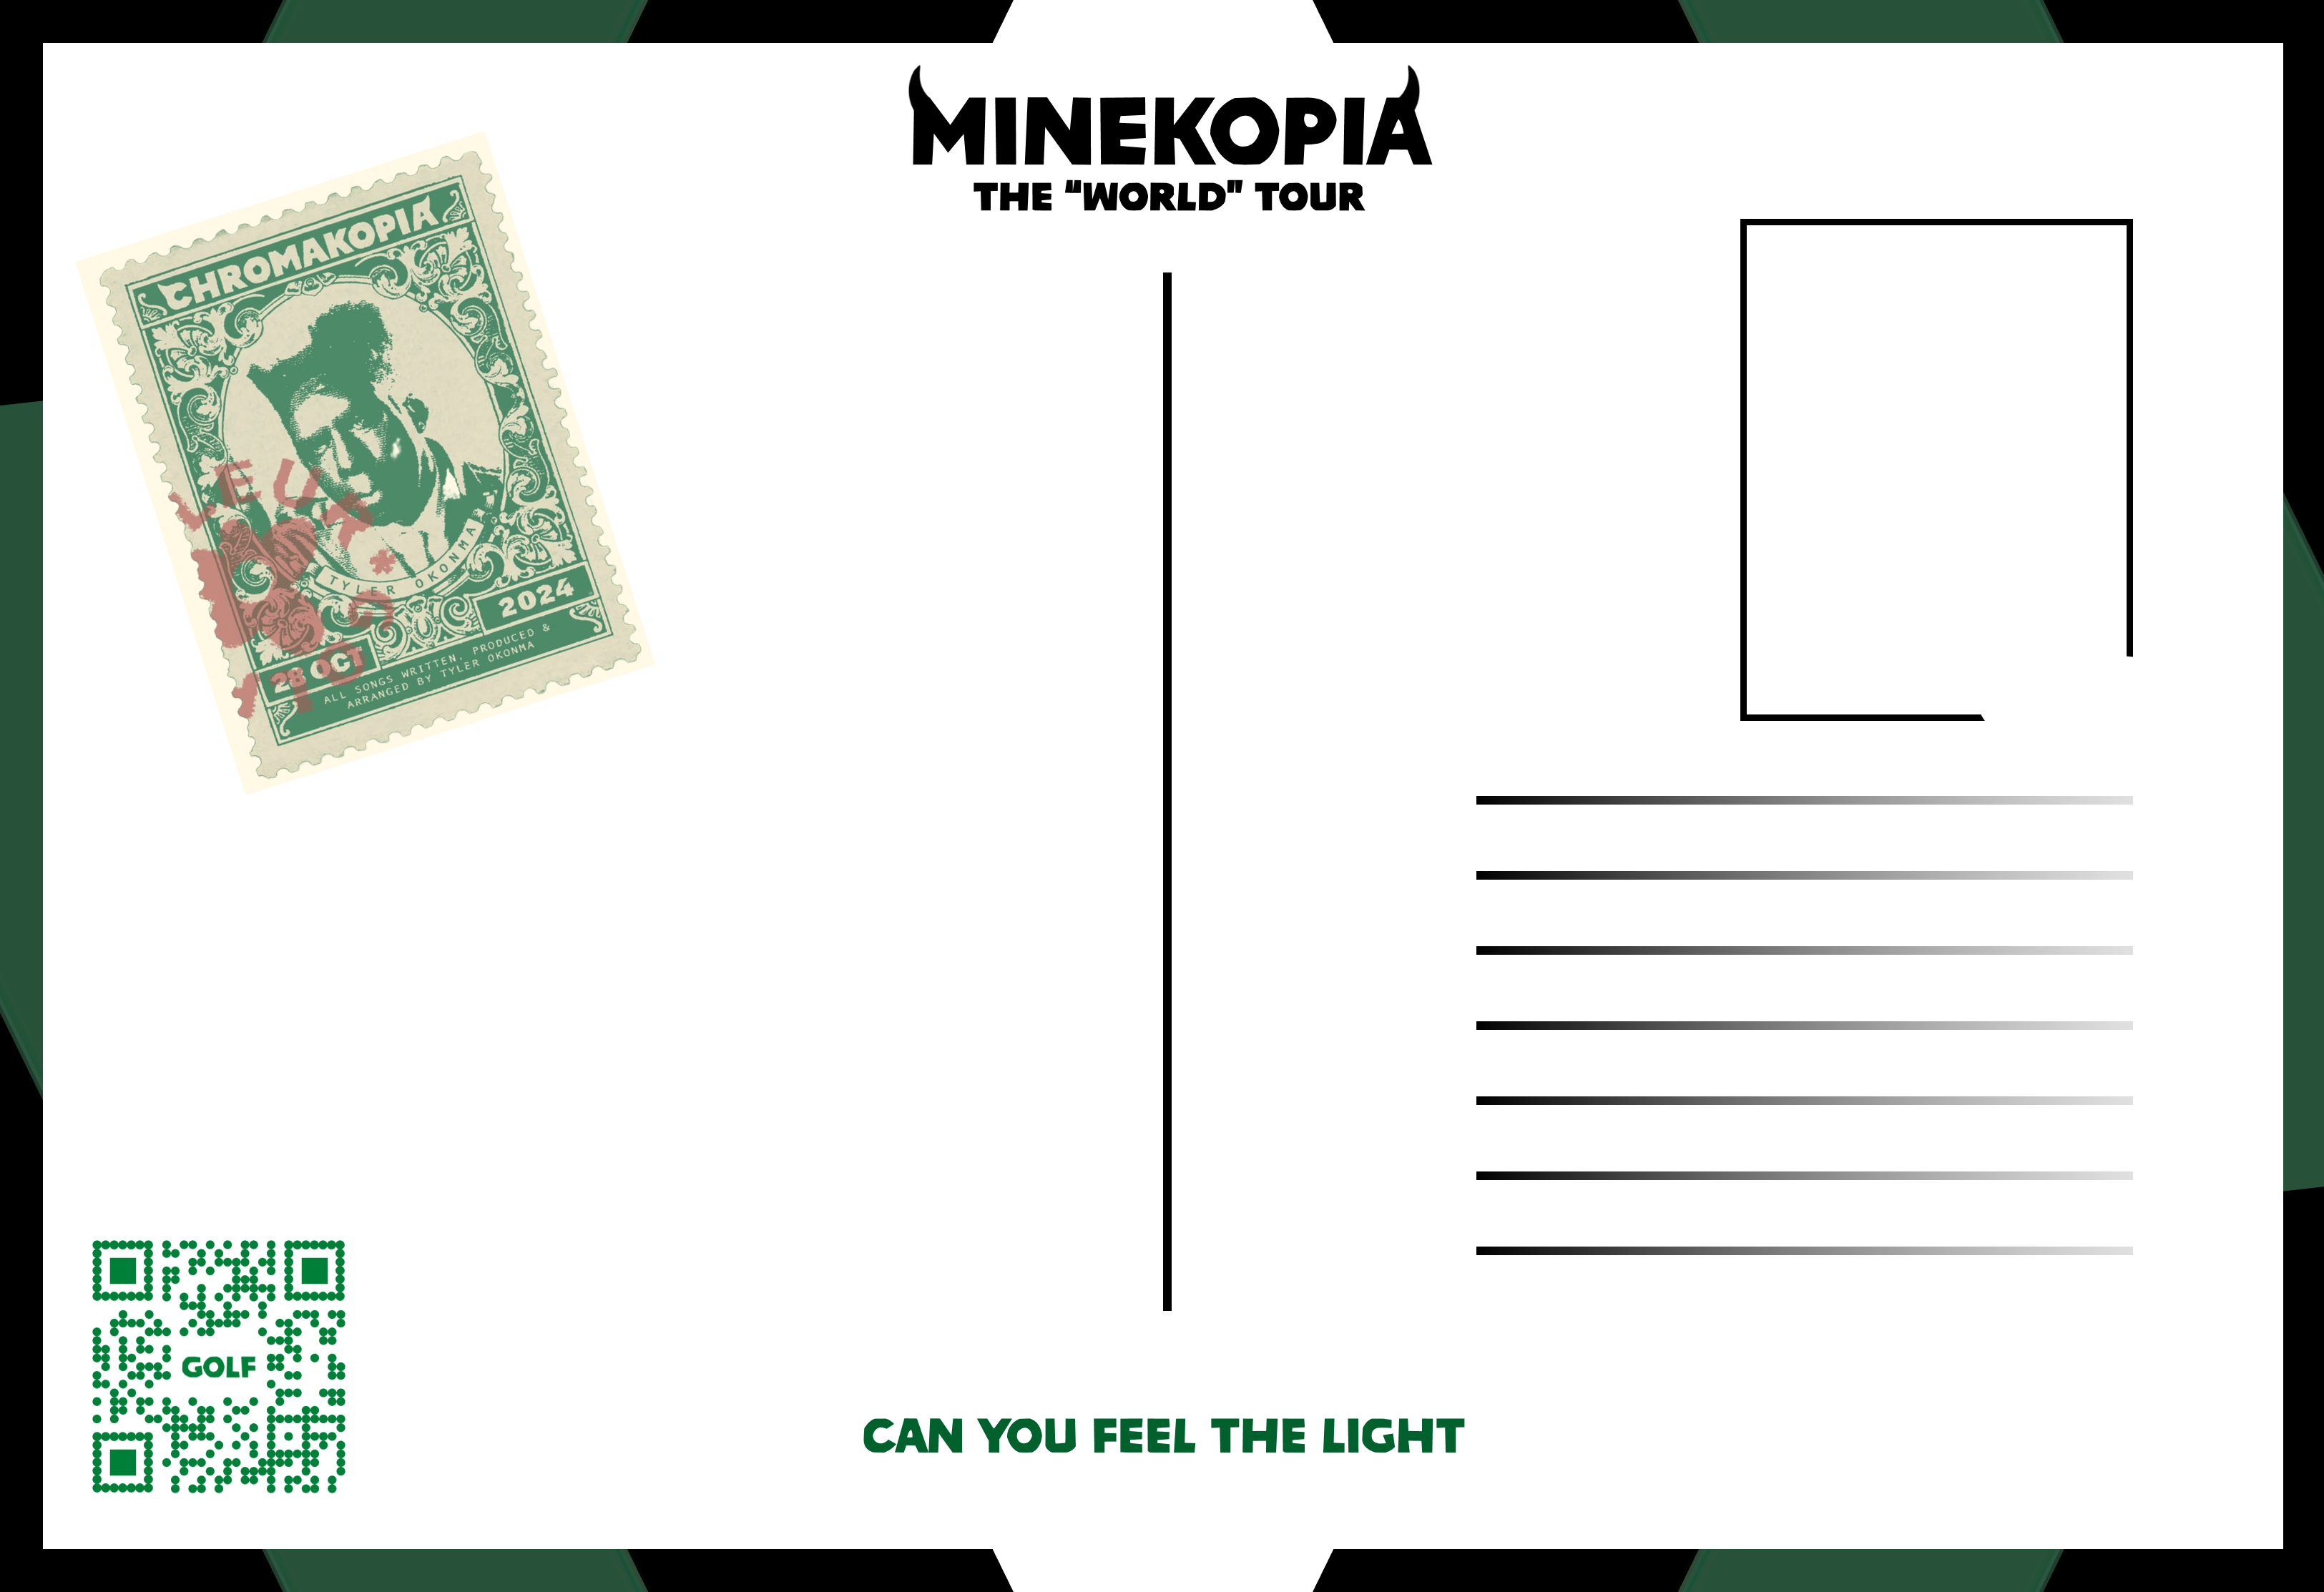 MINEKOPIA
THE "WORLD" TOUR
CHROMAKOPIA
TYLER OKONMA
2024
28 OCT
ALL SONGS WRITTEN, PRODUCED &
ARRANGED BY TYLER OKONMA
GOLF
CAN YOU FEEL THE LIGHT